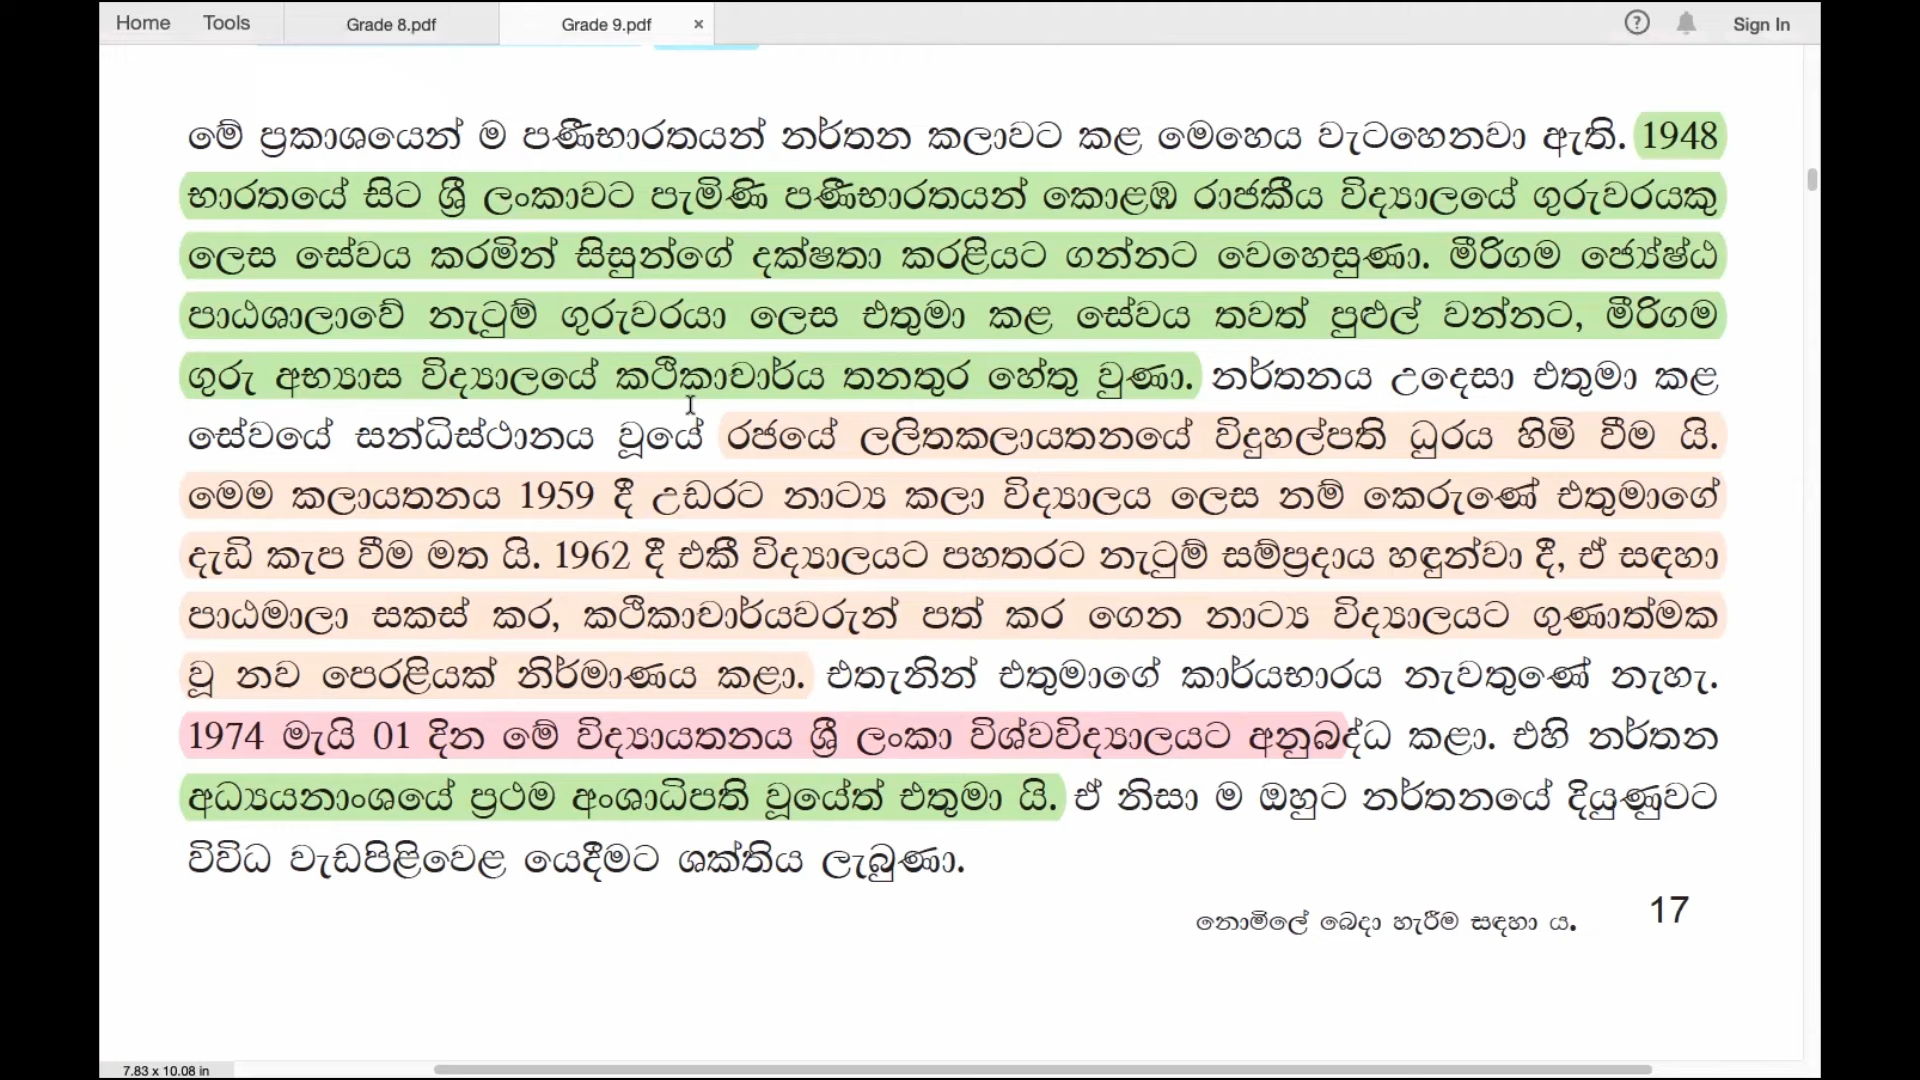 Home Tools Grade 8.pdf Grade 9.pdf × ? Sign In
මේ ප්‍රකාශයෙන් ම පණීභාරතයන් නර්තන කලාවට කළ මෙහෙය වැටහෙනවා ඇති. 1948
භාරතයේ සිට ශ්‍රී ලංකාවට පැමිණි පණීභාරතයන් කොළඹ රාජකීය විද්‍යාලයේ ගුරුවරයකු
ලෙස සේවය කරමින් සිසුන්ගේ දක්ෂතා කරළියට ගන්නට වෙහෙසුණා. මීරිගම ජ්‍යේෂ්ඨ
පාඨශාලාවේ නැටුම් ගුරුවරයා ලෙස එතුමා කළ සේවය තවත් පුළුල් වන්නට, මීරිගම
ගුරු අභ්‍යාස විද්‍යාලයේ කථිකාචාර්ය තනතුර හේතු වුණා. නර්තනය උදෙසා එතුමා කළ
සේවයේ සන්ධිස්ථානය වූයේ රජයේ ලලිතකලායතනයේ විදුහල්පති ධුරය හිමි වීම යි.
මෙම කලායතනය 1959 දී උඩරට නාට්‍ය කලා විද්‍යාලය ලෙස නම් කෙරුණේ එතුමාගේ
දැඩි කැප වීම මත යි. 1962 දී එකී විද්‍යාලයට පහතරට නැටුම් සම්ප්‍රදාය හඳුන්වා දී, ඒ සඳහා
පාඨමාලා සකස් කර, කථිකාචාර්යවරුන් පත් කර ගෙන නාට්‍ය විද්‍යාලයට ගුණාත්මක
වූ නව පෙරළියක් නිර්මාණය කළා. එතැනින් එතුමාගේ කාර්යභාරය නැවතුණේ නැහැ.
1974 මැයි 01 දින මේ විද්‍යායතනය ශ්‍රී ලංකා විශ්වවිද්‍යාලයට අනුබද්ධ කළා. එහි නර්තන
අධ්‍යයනාංශයේ ප්‍රථම අංශාධිපති වූයේත් එතුමා යි. ඒ නිසා ම ඔහුට නර්තනයේ දියුණුවට
විවිධ වැඩපිළිවෙළ යෙදීමට ශක්තිය ලැබුණා.
නොමිලේ බෙදා හැරීම සඳහා ය. 17
7.83 x 10.08 in